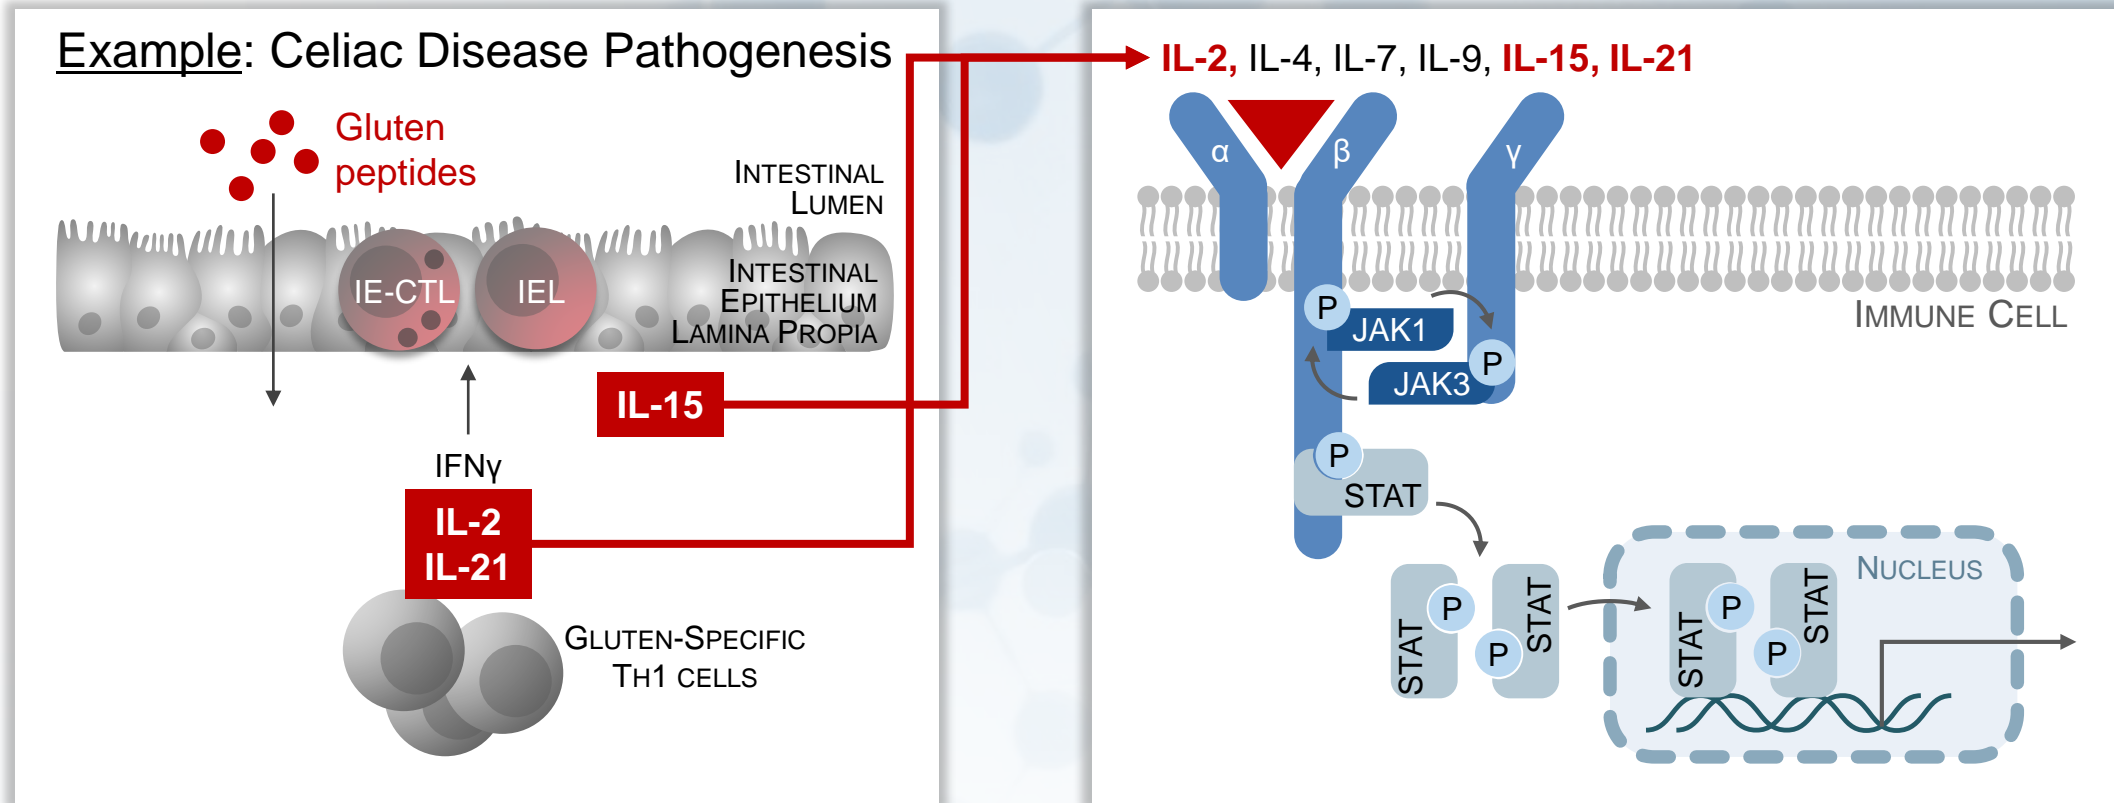 Example: Celiac Disease Pathogenesis
Gluten
peptides
INTESTINAL
LUMEN
IE-CTL
IEL
INTESTINAL
EPITHELIUM
LAMINA PROPIA
IL-15
IFNγ
IL-2
IL-21
GLUTEN-SPECIFIC
TH1 CELLS
IL-2, IL-4, IL-7, IL-9, IL-15, IL-21
α
β
γ
IMMUNE CELL
P
JAK1
P
JAK3
P
STAT
STAT
P
P
STAT
NUCLEUS
STAT
P
P
STAT